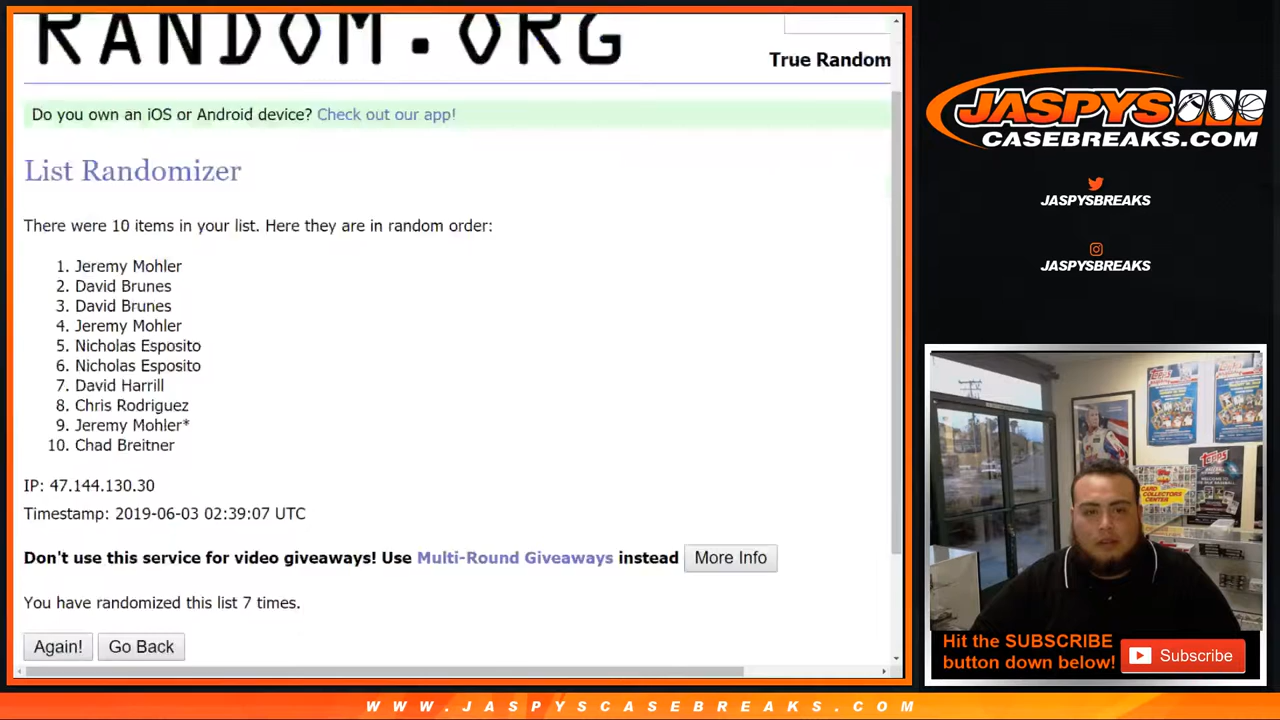 RANDOM.ORG
True Random
Do you own an iOS or Android device? Check out our app!
List Randomizer
There were 10 items in your list. Here they are in random order:
1. Jeremy Mohler
2. David Brunes
3. David Brunes
4. Jeremy Mohler
5. Nicholas Esposito
6. Nicholas Esposito
7. David Harrill
8. Chris Rodriguez
9. Jeremy Mohler*
10. Chad Breitner
IP: 47.144.130.30
Timestamp: 2019-06-03 02:39:07 UTC
Don't use this service for video giveaways! Use Multi-Round Giveaways instead More Info
You have randomized this list 7 times.
Again! Go Back
JASPYS
CASEBREAKS.COM
JASPYSBREAKS
JASPYSBREAKS
TOPPS
CARD
COLLECTORS
CENTER
Hit the SUBSCRIBE
button down below!
Subscribe
WWW.JASPYSCASEBREAKS.COM